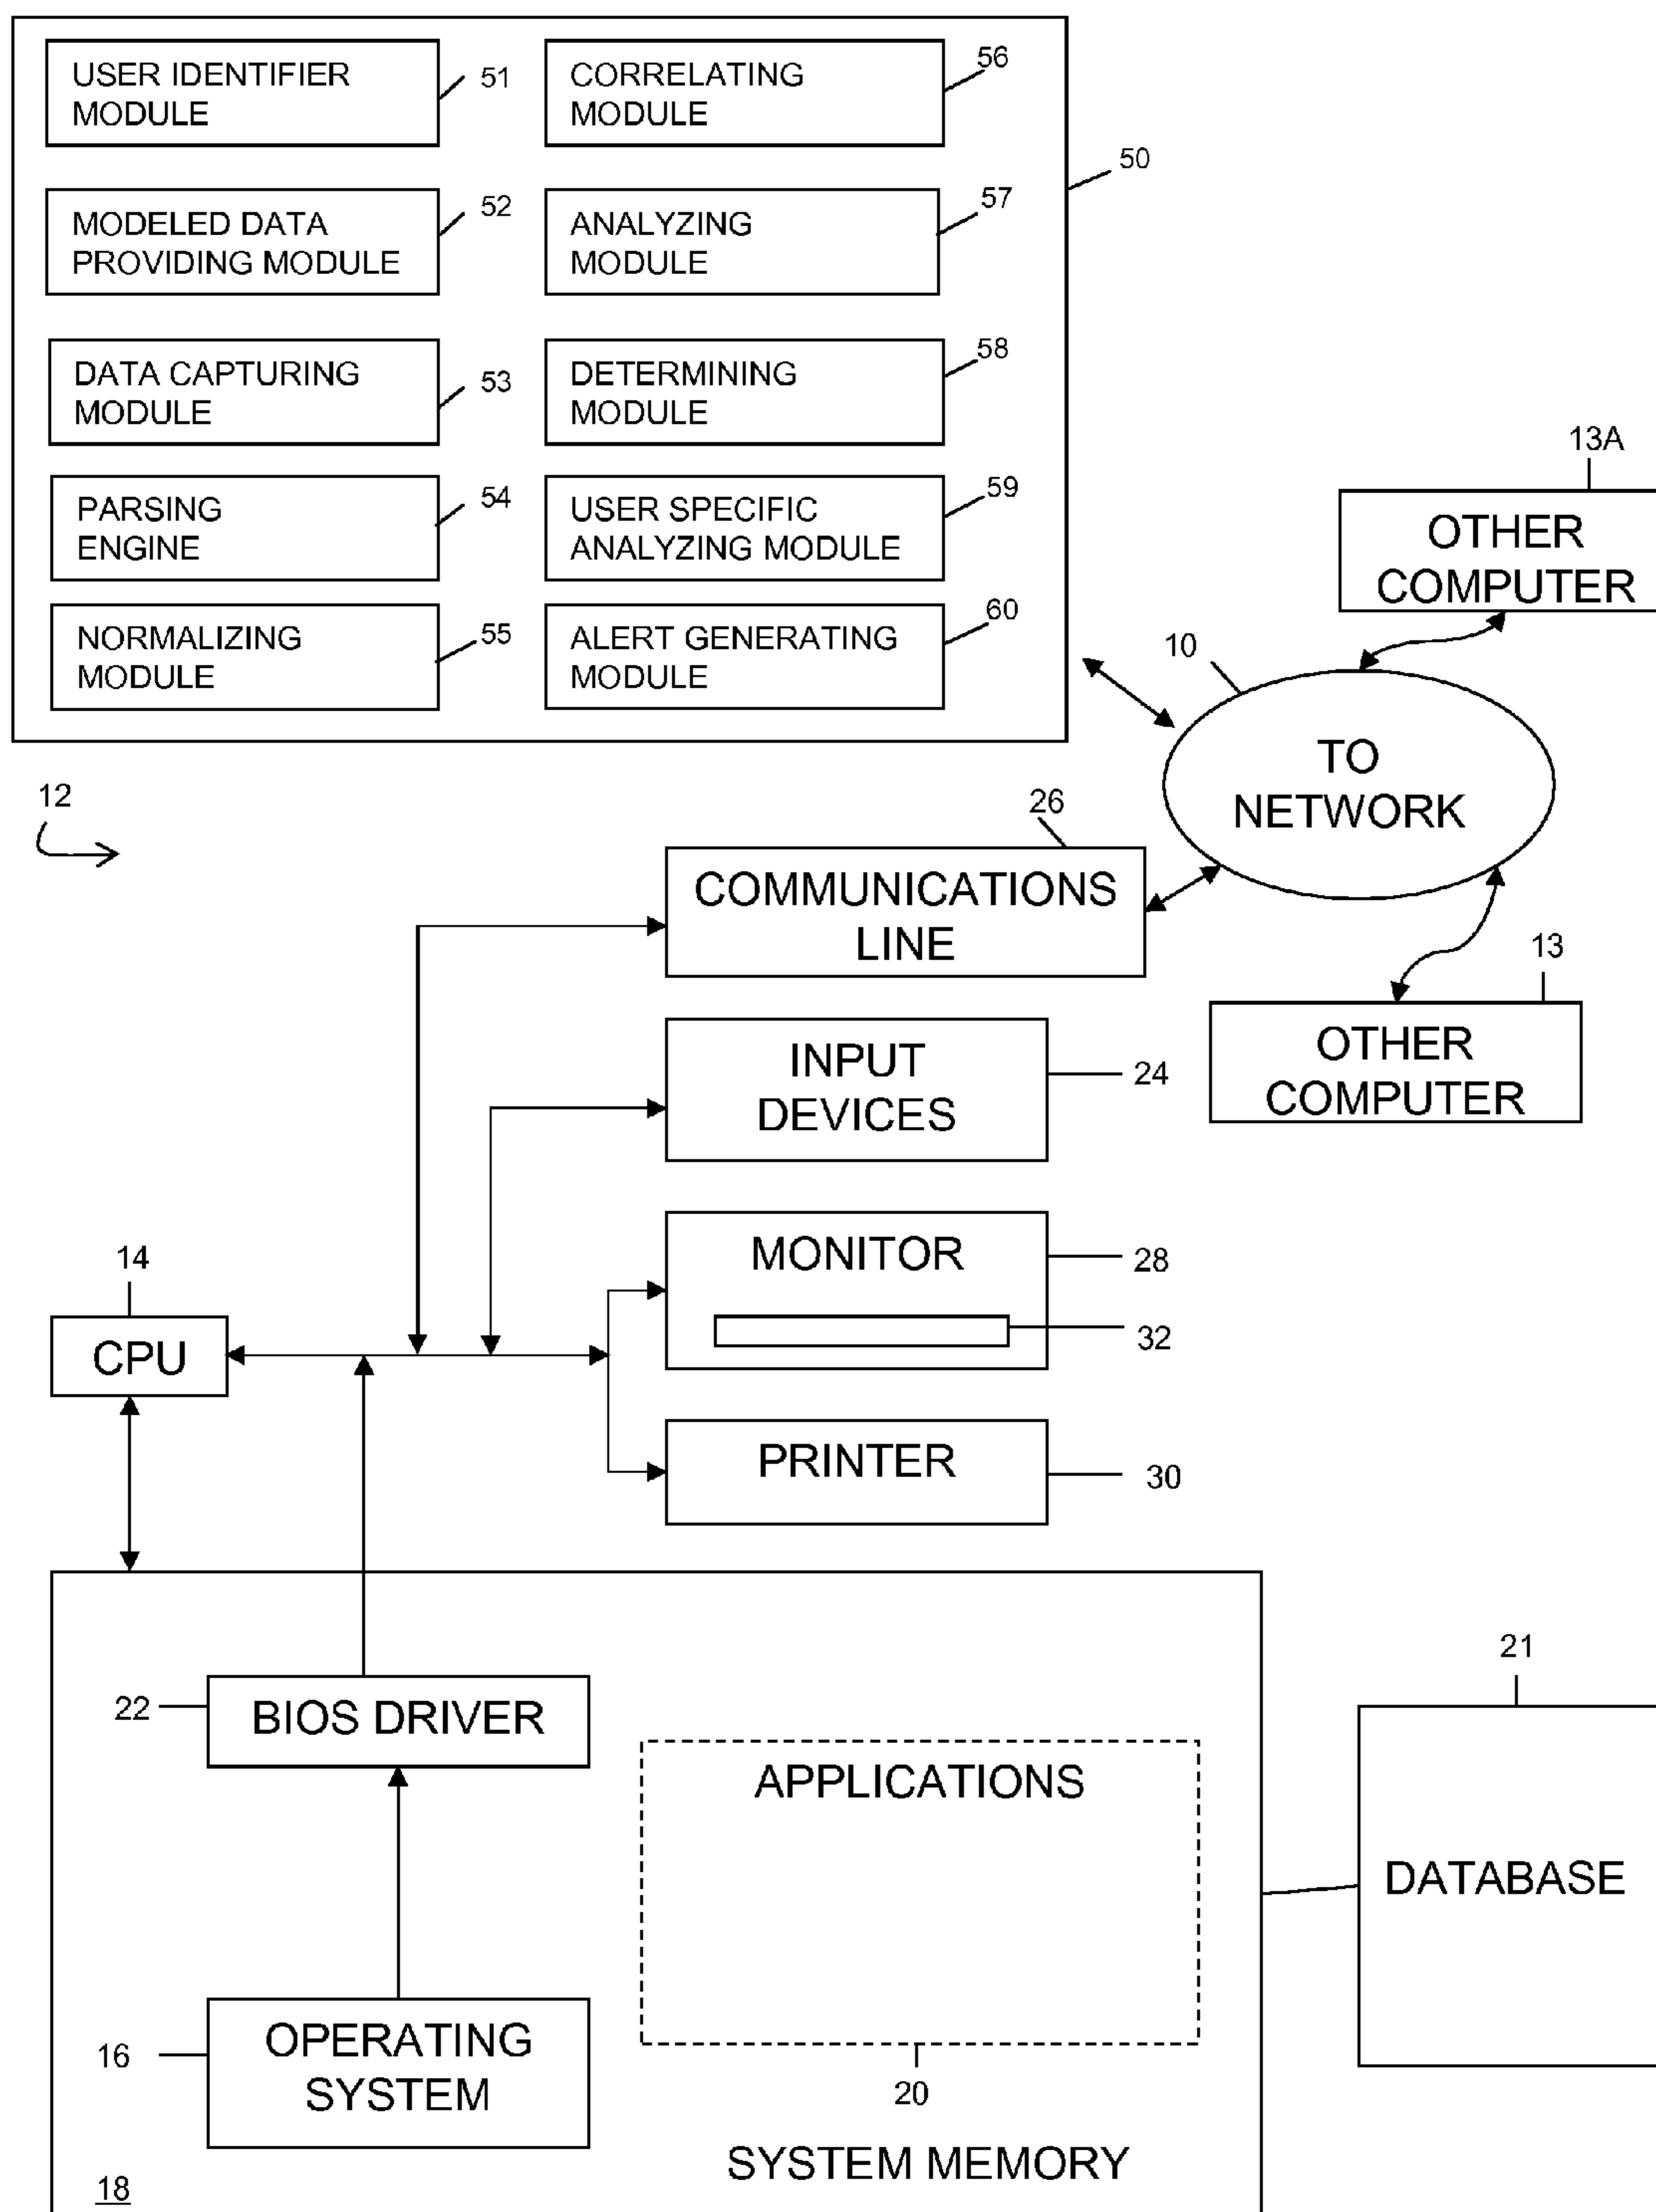 USER IDENTIFIER
MODULE
51
CORRELATING
MODULE
56
50
MODELED DATA
PROVIDING MODULE
52
ANALYZING
MODULE
57
DATA CAPTURING
MODULE
53
DETERMINING
MODULE
58
PARSING
ENGINE
54
USER SPECIFIC
ANALYZING MODULE
59
NORMALIZING
MODULE
55
ALERT GENERATING
MODULE
60
13A
OTHER
COMPUTER
10
TO
NETWORK
12
26
COMMUNICATIONS
LINE
13
OTHER
COMPUTER
INPUT
DEVICES
24
MONITOR
28
32
14
CPU
PRINTER
30
22
BIOS DRIVER
APPLICATIONS
21
DATABASE
16
OPERATING
SYSTEM
20
SYSTEM MEMORY
18